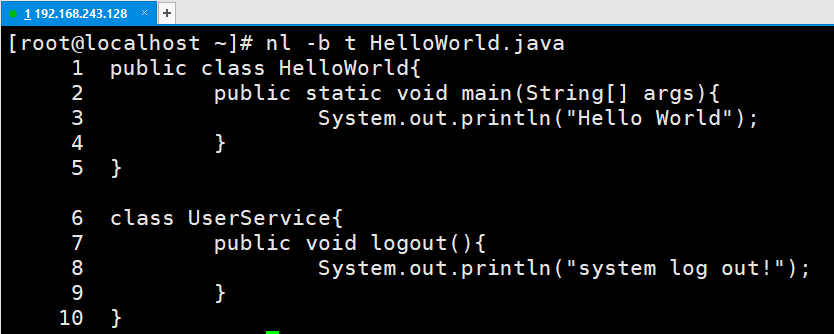 1 192.168.243.128 × +
[root@localhost ~]# nl -b t HelloWorld.java
     1	public class HelloWorld{
     2		public static void main(String[] args){
     3			System.out.println("Hello World");
     4		}
     5	}

     6	class UserService{
     7		public void logout(){
     8			System.out.println("system log out!");
     9		}
    10	}